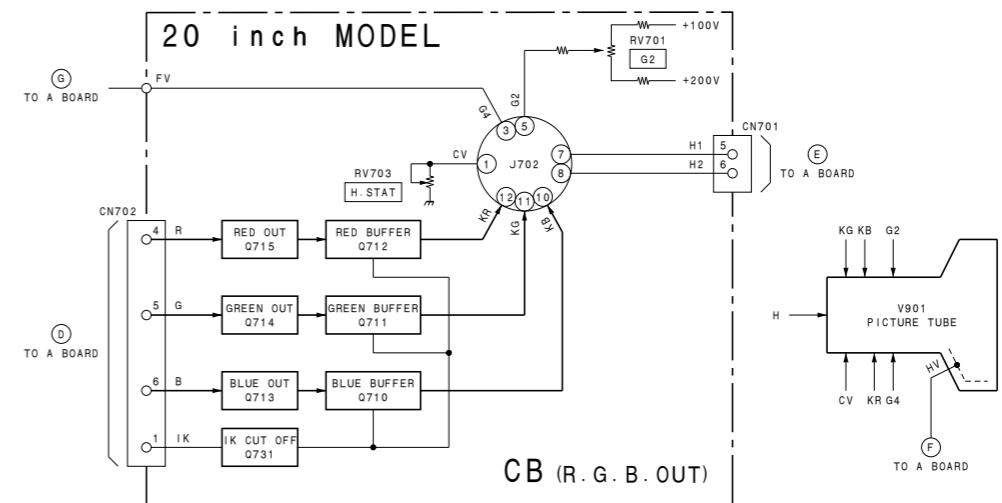 20 inch MODEL
+100V
RV701
G2
+200V
G
TO A BOARD
FV
G4
G2
3
5
CN701
CV
1
J702
7
8
H1
5
H2
6
E
TO A BOARD
RV703
H.STAT
12
11
10
KR
KG
KB
CN702
4
R
RED OUT
Q715
RED BUFFER
Q712
5
G
GREEN OUT
Q714
GREEN BUFFER
Q711
D
TO A BOARD
6
B
BLUE OUT
Q713
BLUE BUFFER
Q710
1
IK
IK CUT OFF
Q731
CB (R.G.B.OUT)
KG
KB
G2
H
V901
PICTURE TUBE
HV
CV
KR
G4
F
TO A BOARD